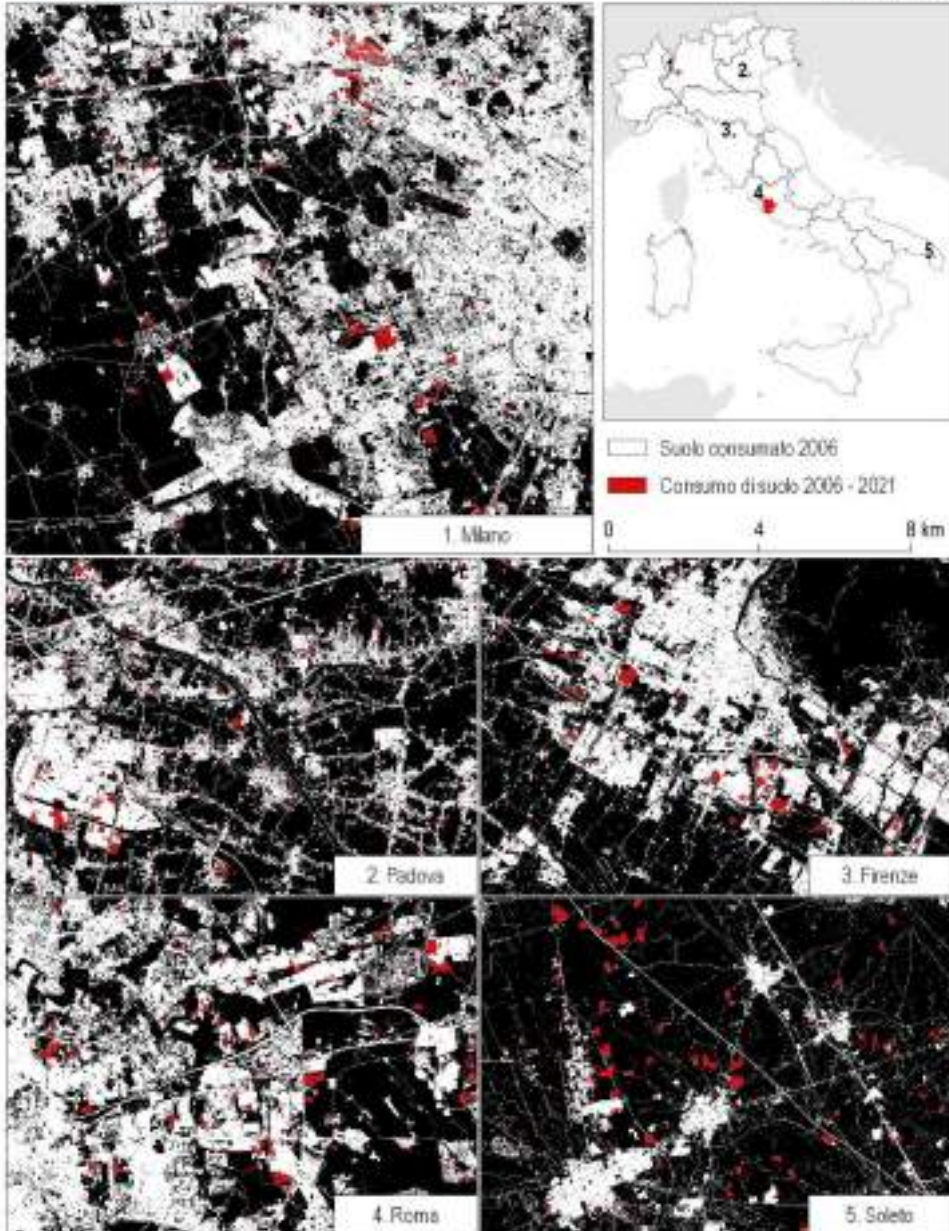 1.
2.
3.
4
5.
Suolo consumato 2006
Consumo di suolo 2006 - 2021
0 4 8 km
1. Milano
2. Padova
3. Firenze
4. Roma
5. Soleto